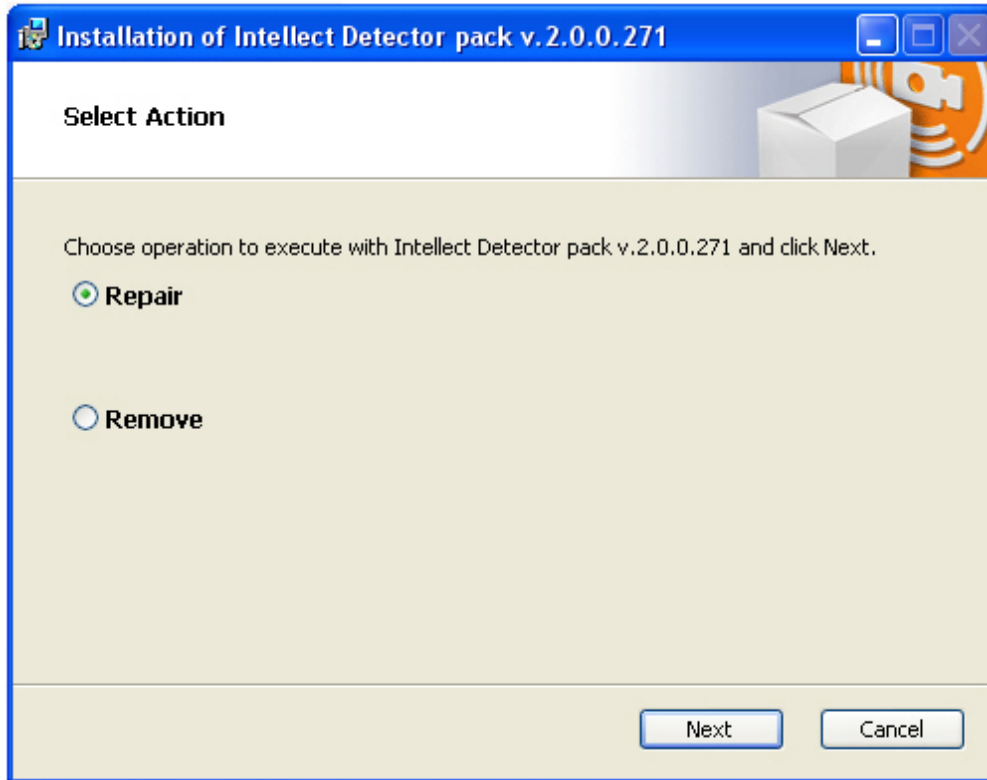 Installation of Intellect Detector pack v.2.0.0.271
Select Action
Choose operation to execute with Intellect Detector pack v.2.0.0.271 and click Next.
Repair
Remove
Next
Cancel